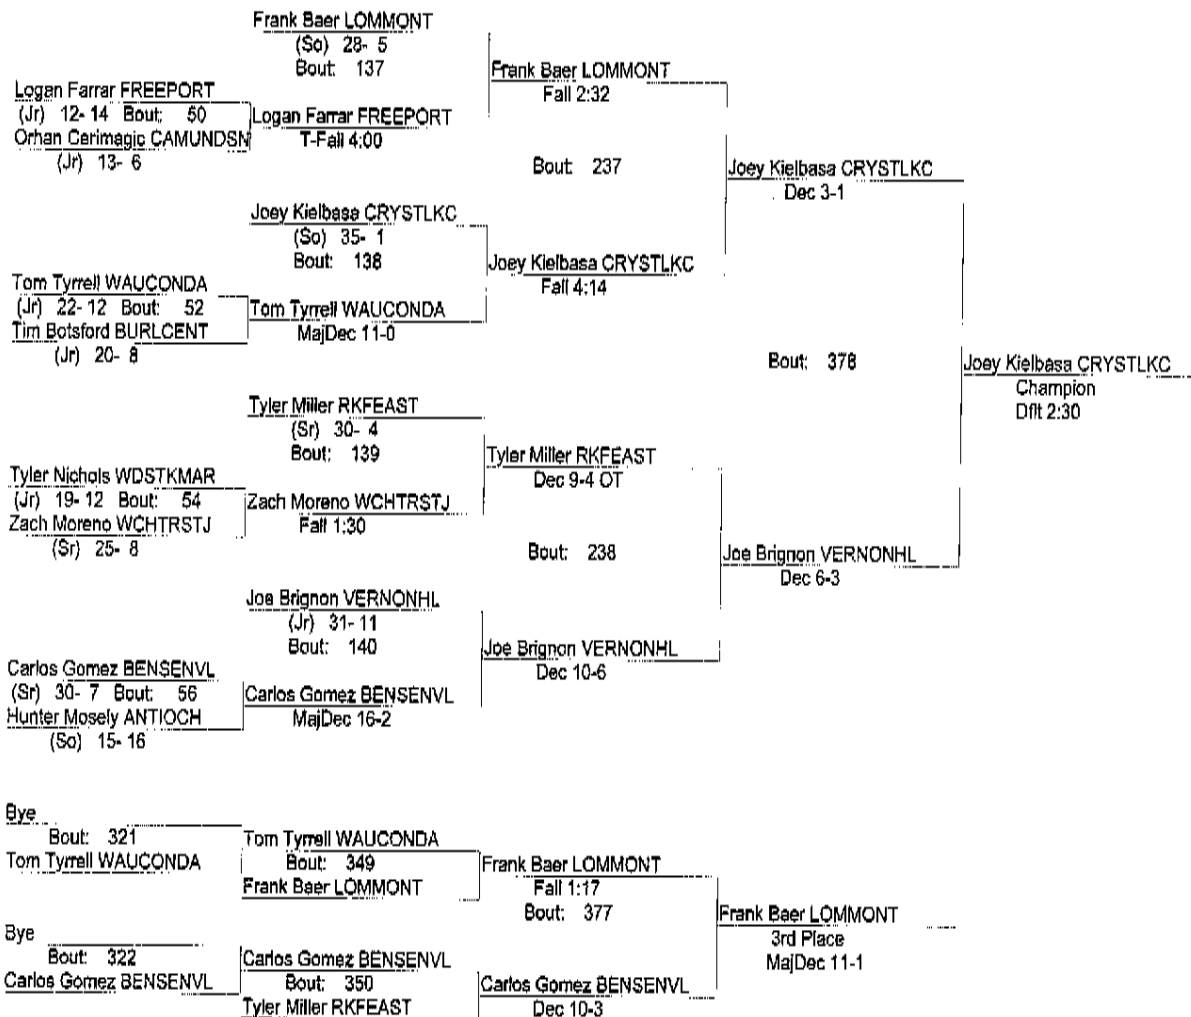 Frank Baer LOMMONT
(So) 28- 5
Bout: 137
Logan Farrar FREEPORT
(Jr) 12- 14 Bout: 50
Orhan Cerimagic CAMUNDSN
(Jr) 13- 6
Logan Farrar FREEPORT
T-Fall 4:00
Frank Baer LOMMONT
Fall 2:32
Bout: 237
Joey Kielbasa CRYSTLKC
(So) 35- 1
Bout: 138
Tom Tyrrell WAUCONDA
(Jr) 22- 12 Bout: 52
Tim Botsford BURLCENT
(Jr) 20- 8
Tom Tyrrell WAUCONDA
MajDec 11-0
Joey Kielbasa CRYSTLKC
Fall 4:14
Joey Kielbasa CRYSTLKC
Dec 3-1
Bout: 378
Joey Kielbasa CRYSTLKC
Champion
Dflt 2:30
Tyler Miller RKFEAST
(Sr) 30- 4
Bout: 139
Tyler Nichols WDSTKMAR
(Jr) 19- 12 Bout: 54
Zach Moreno WCHTRSTJ
(Sr) 25- 8
Zach Moreno WCHTRSTJ
Fall 1:30
Tyler Miller RKFEAST
Dec 9-4 OT
Bout: 238
Joe Brignon VERNONHL
Dec 6-3
Joe Brignon VERNONHL
(Jr) 31- 11
Bout: 140
Carlos Gomez BENSENVL
(Sr) 30- 7 Bout: 56
Hunter Mosely ANTIOCH
(So) 15- 16
Carlos Gomez BENSENVL
MajDec 16-2
Joe Brignon VERNONHL
Dec 10-6
Bye
Bout: 321
Tom Tyrrell WAUCONDA
Tom Tyrrell WAUCONDA
Bout: 349
Frank Baer LOMMONT
Frank Baer LOMMONT
Fall 1:17
Bout: 377
Frank Baer LOMMONT
3rd Place
MajDec 11-1
Bye
Bout: 322
Carlos Gomez BENSENVL
Carlos Gomez BENSENVL
Bout: 350
Tyler Miller RKFEAST
Carlos Gomez BENSENVL
Dec 10-3